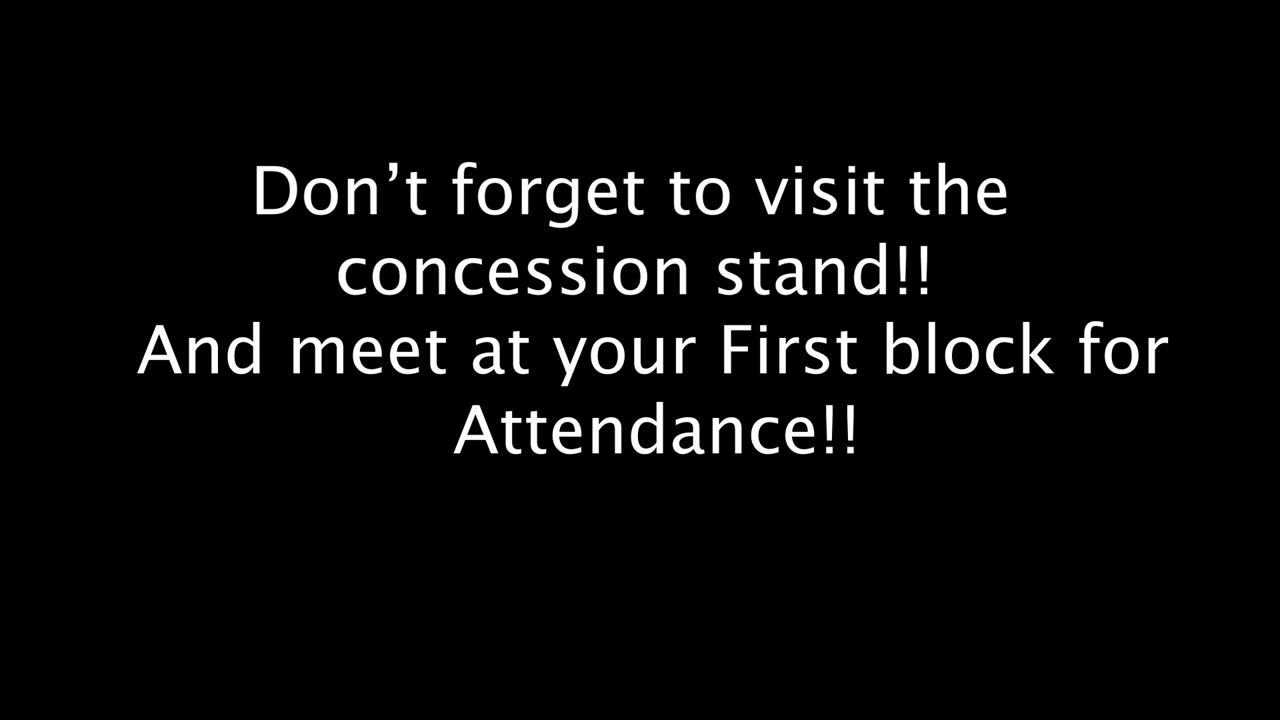 Don’t forget to visit the
concession stand!!
And meet at your First block for
Attendance!!